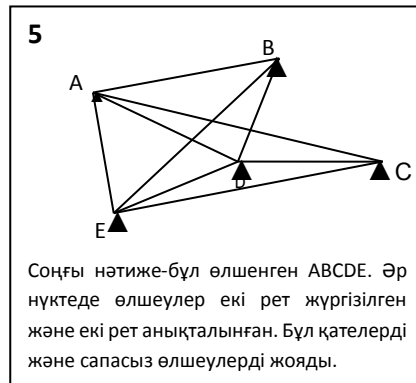 5
B
A
D
C
E
Соңғы нәтиже-бұл өлшенген ABCDE. Әр
нүктеде өлшеулер екі рет жүргізілген
және екі рет анықталынған. Бұл қателерді
және сапасыз өлшеулерді жояды.